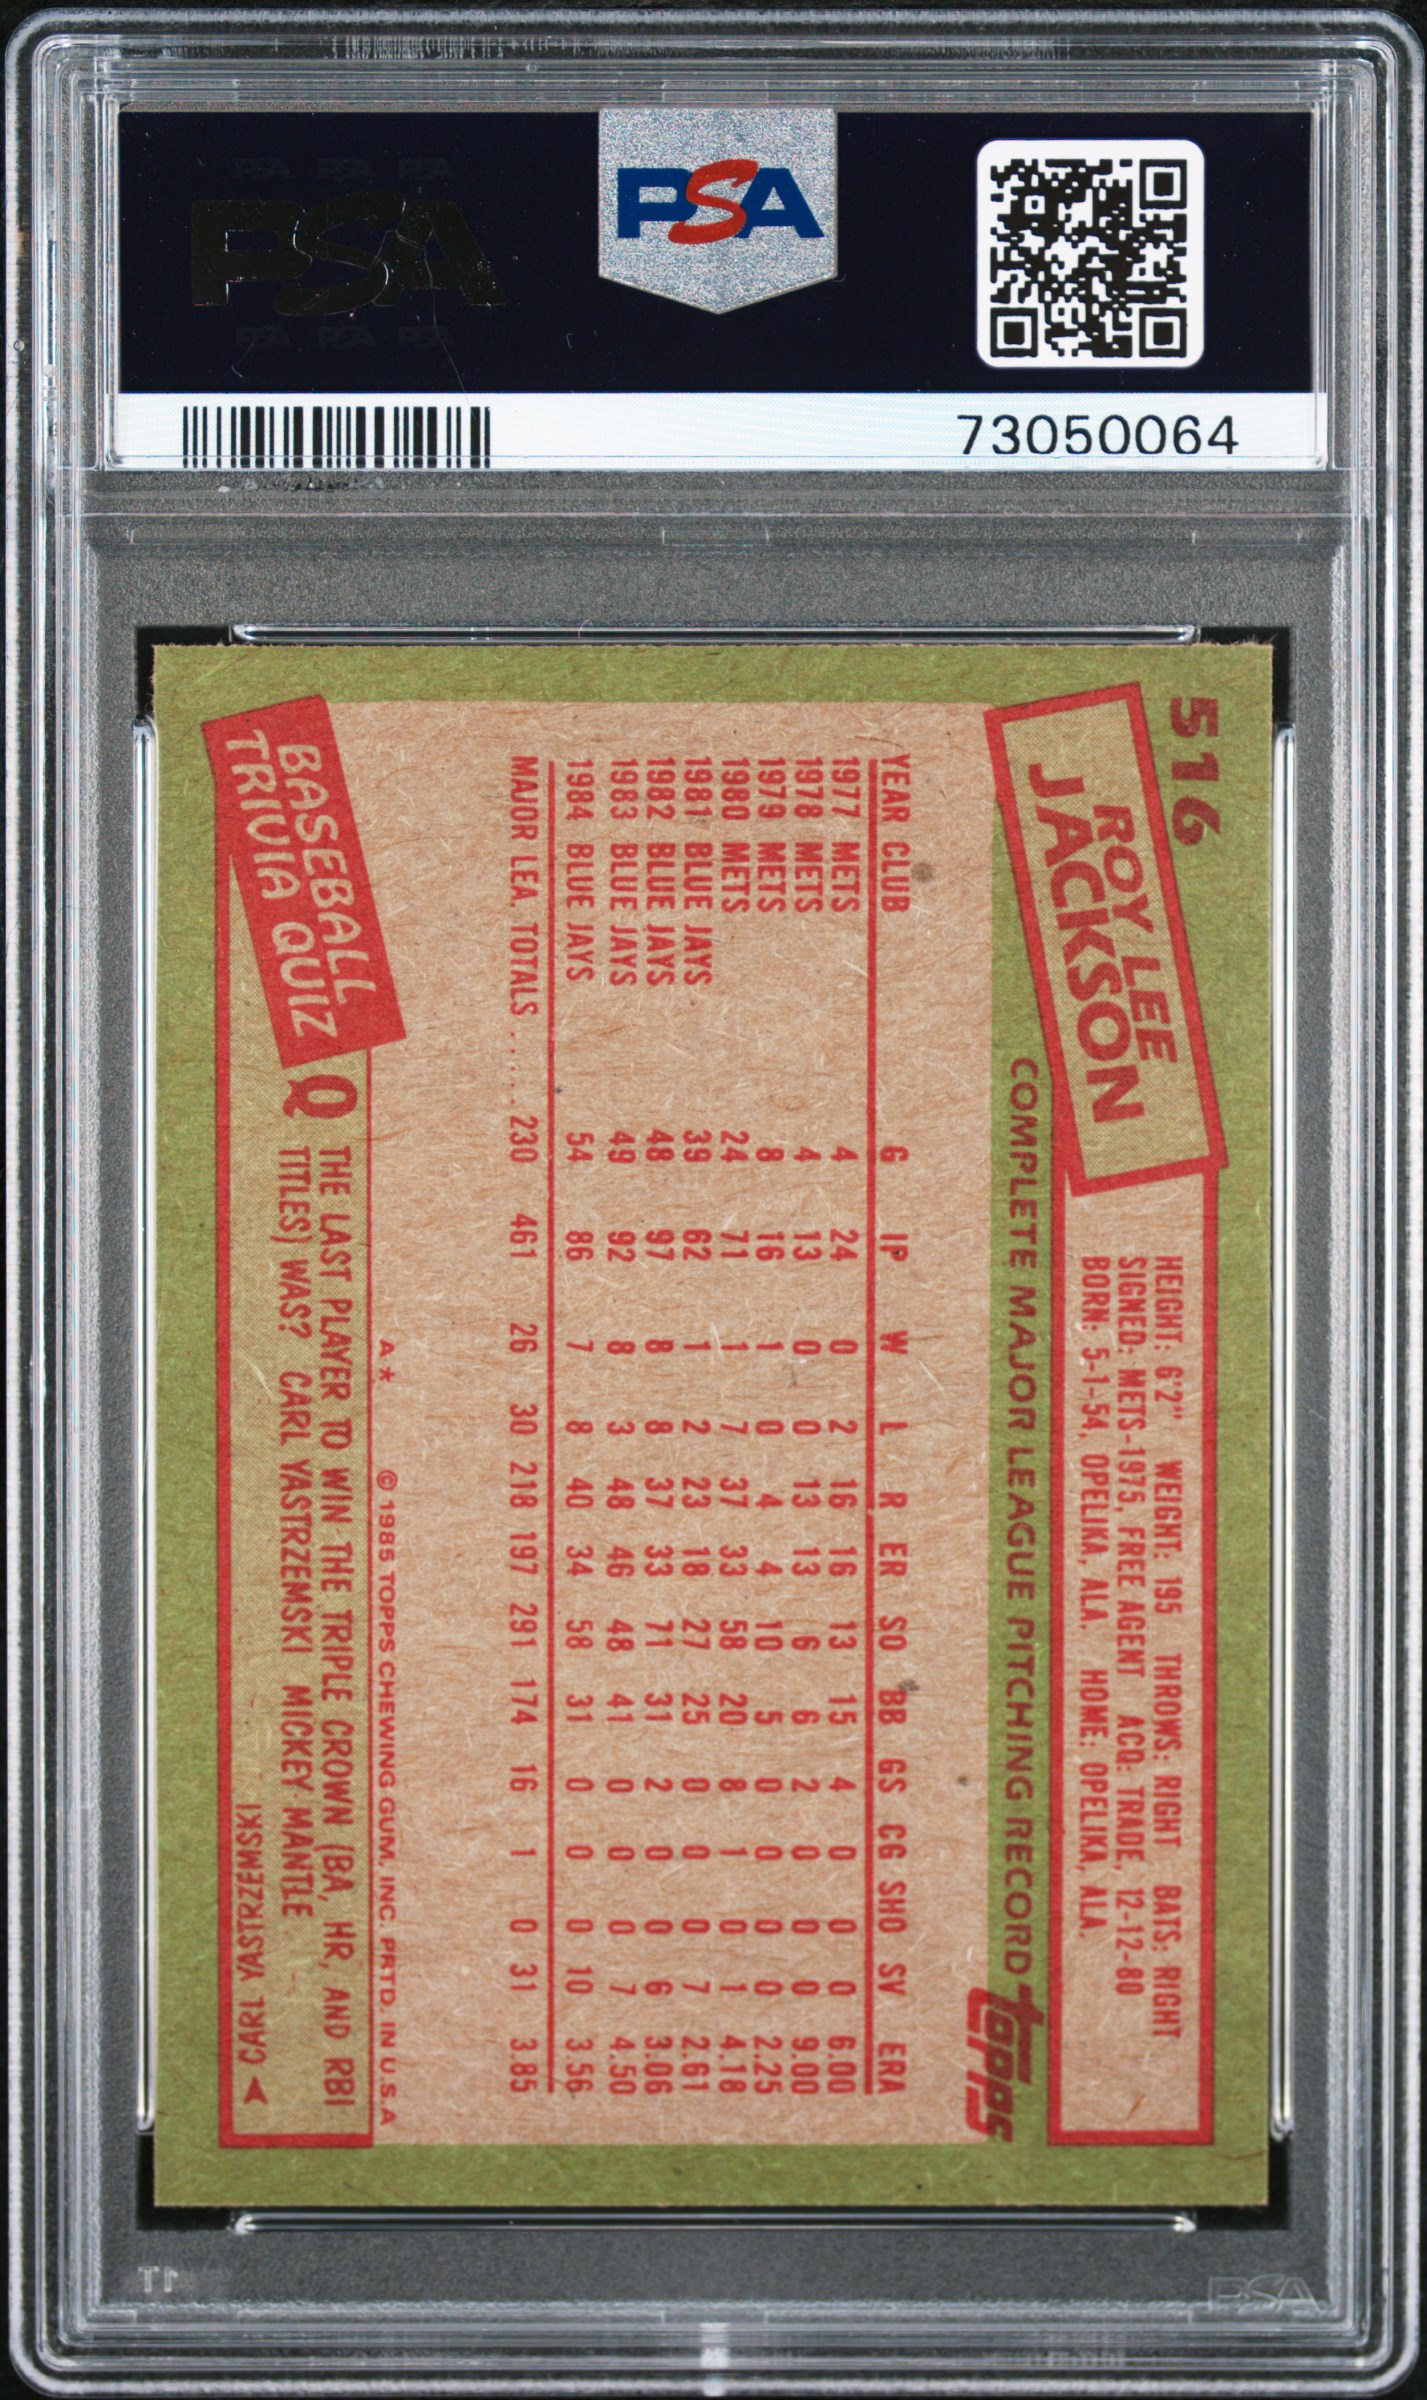 PSA PSA PSA
PSA
PSA PSA PSA
PSA
73050064
516
ROY LEE
JACKSON
HEIGHT: 6'2" WEIGHT: 195 THROWS: RIGHT BATS: RIGHT
SIGNED: METS-1975, FREE AGENT ACQ: TRADE, 12-12-80
BORN: 5-1-54, OPELIKA, ALA. HOME: OPELIKA, ALA.
COMPLETE MAJOR LEAGUE PITCHING RECORD
topps
YEAR CLUB G IP W L R ER SO BB GS CG SHO SV ERA
1977 METS 4 24 0 2 16 16 13 15 4 0 0 0 6.00
1978 METS 4 13 0 0 13 13 6 6 2 0 0 0 9.00
1979 METS 8 16 1 0 4 4 10 5 0 0 0 0 2.25
1980 METS 24 71 1 7 37 33 58 20 8 1 0 1 4.18
1981 BLUE JAYS 39 62 1 2 23 18 27 25 0 0 0 7 2.61
1982 BLUE JAYS 48 97 8 8 37 33 71 31 2 0 0 6 3.06
1983 BLUE JAYS 49 92 8 3 48 46 48 41 0 0 0 7 4.50
1984 BLUE JAYS 54 86 7 8 40 34 58 31 0 0 0 10 3.56
MAJOR LEA. TOTALS ..... 230 461 26 30 218 197 291 174 16 1 0 31 3.85
A* © 1985 TOPPS CHEWING GUM, INC. PRTD. IN U.S.A
BASEBALL
TRIVIA QUIZ
Q THE LAST PLAYER TO WIN THE TRIPLE CROWN (BA, HR, AND RBI
TITLES) WAS? CARL YASTRZEMSKI MICKEY MANTLE
CARL YASTRZEMSKI
PSA